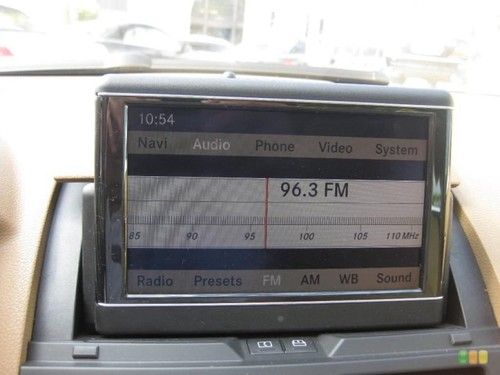 10:54
Navi Audio Phone Video System
96.3 FM
85 90 95 100 105 110 MHz
Radio Presets FM AM WB Sound